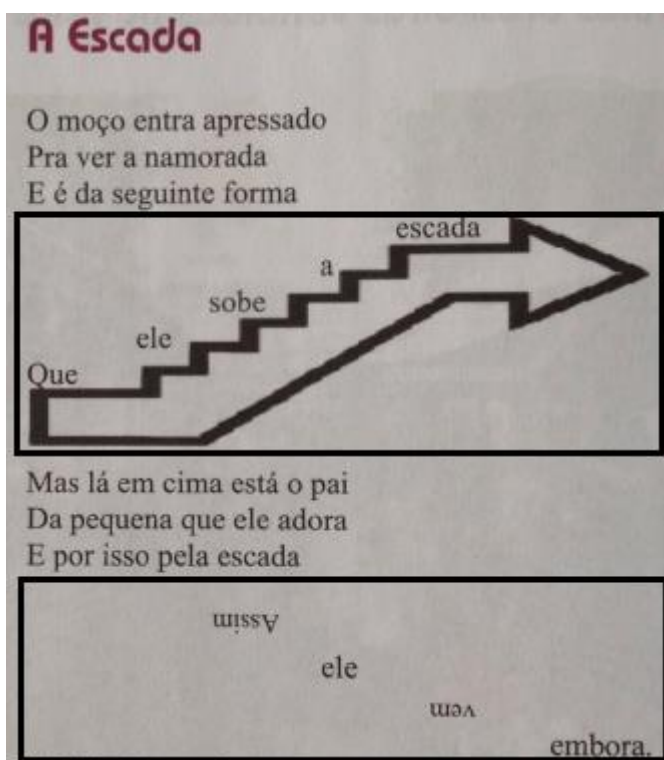 A Escada
O moço entra apressado
Pra ver a namorada
E é da seguinte forma
Que
ele
sobe
a
escada
Mas lá em cima está o pai
Da pequena que ele adora
E por isso pela escada
Assim
ele
vem
embora.